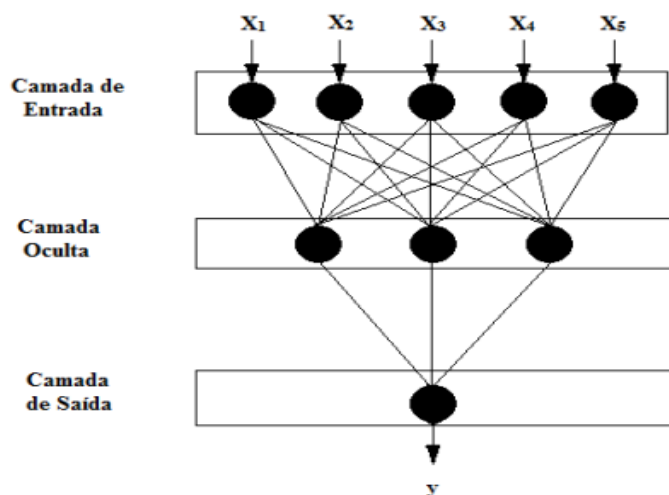 X1 X2 X3 X4 X5
Camada de
Entrada
Camada
Oculta
Camada
de Saída
y